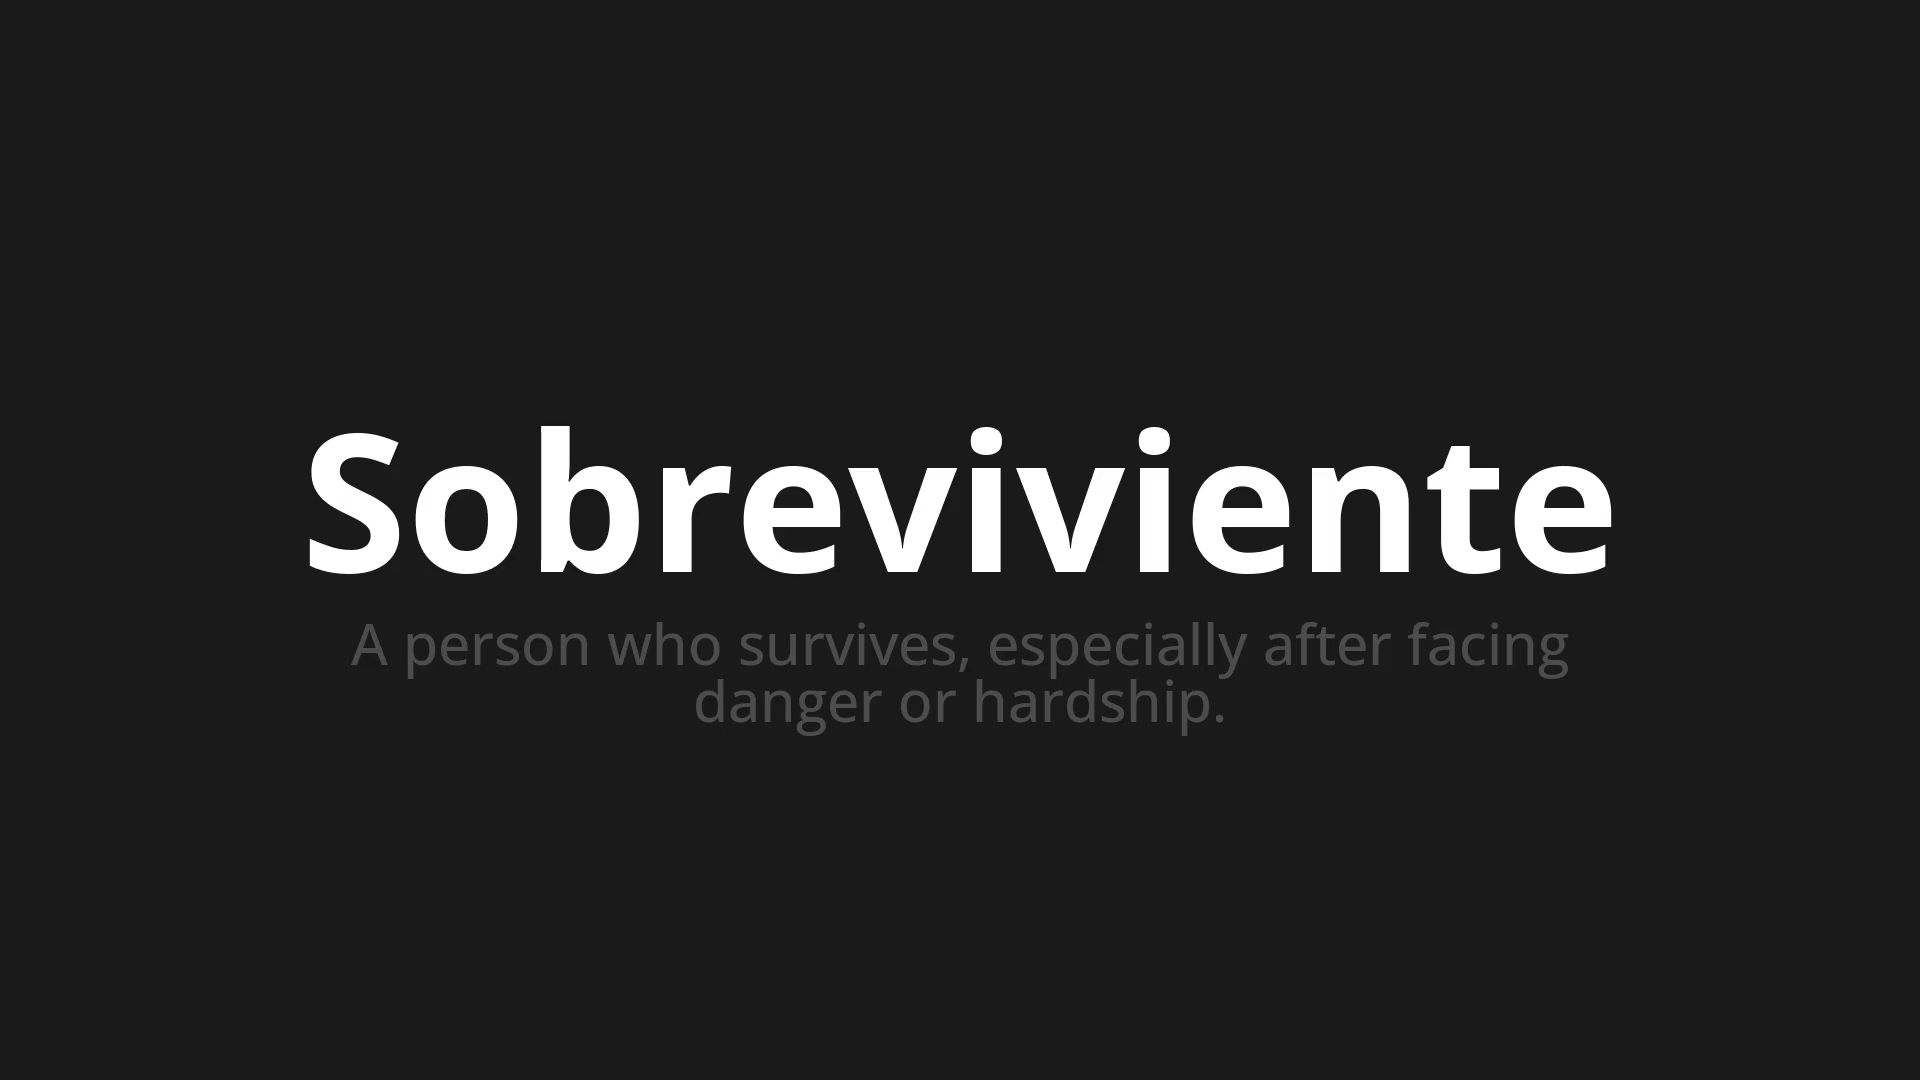 Sobreviviente
A person who survives, especially after facing
danger or hardship.